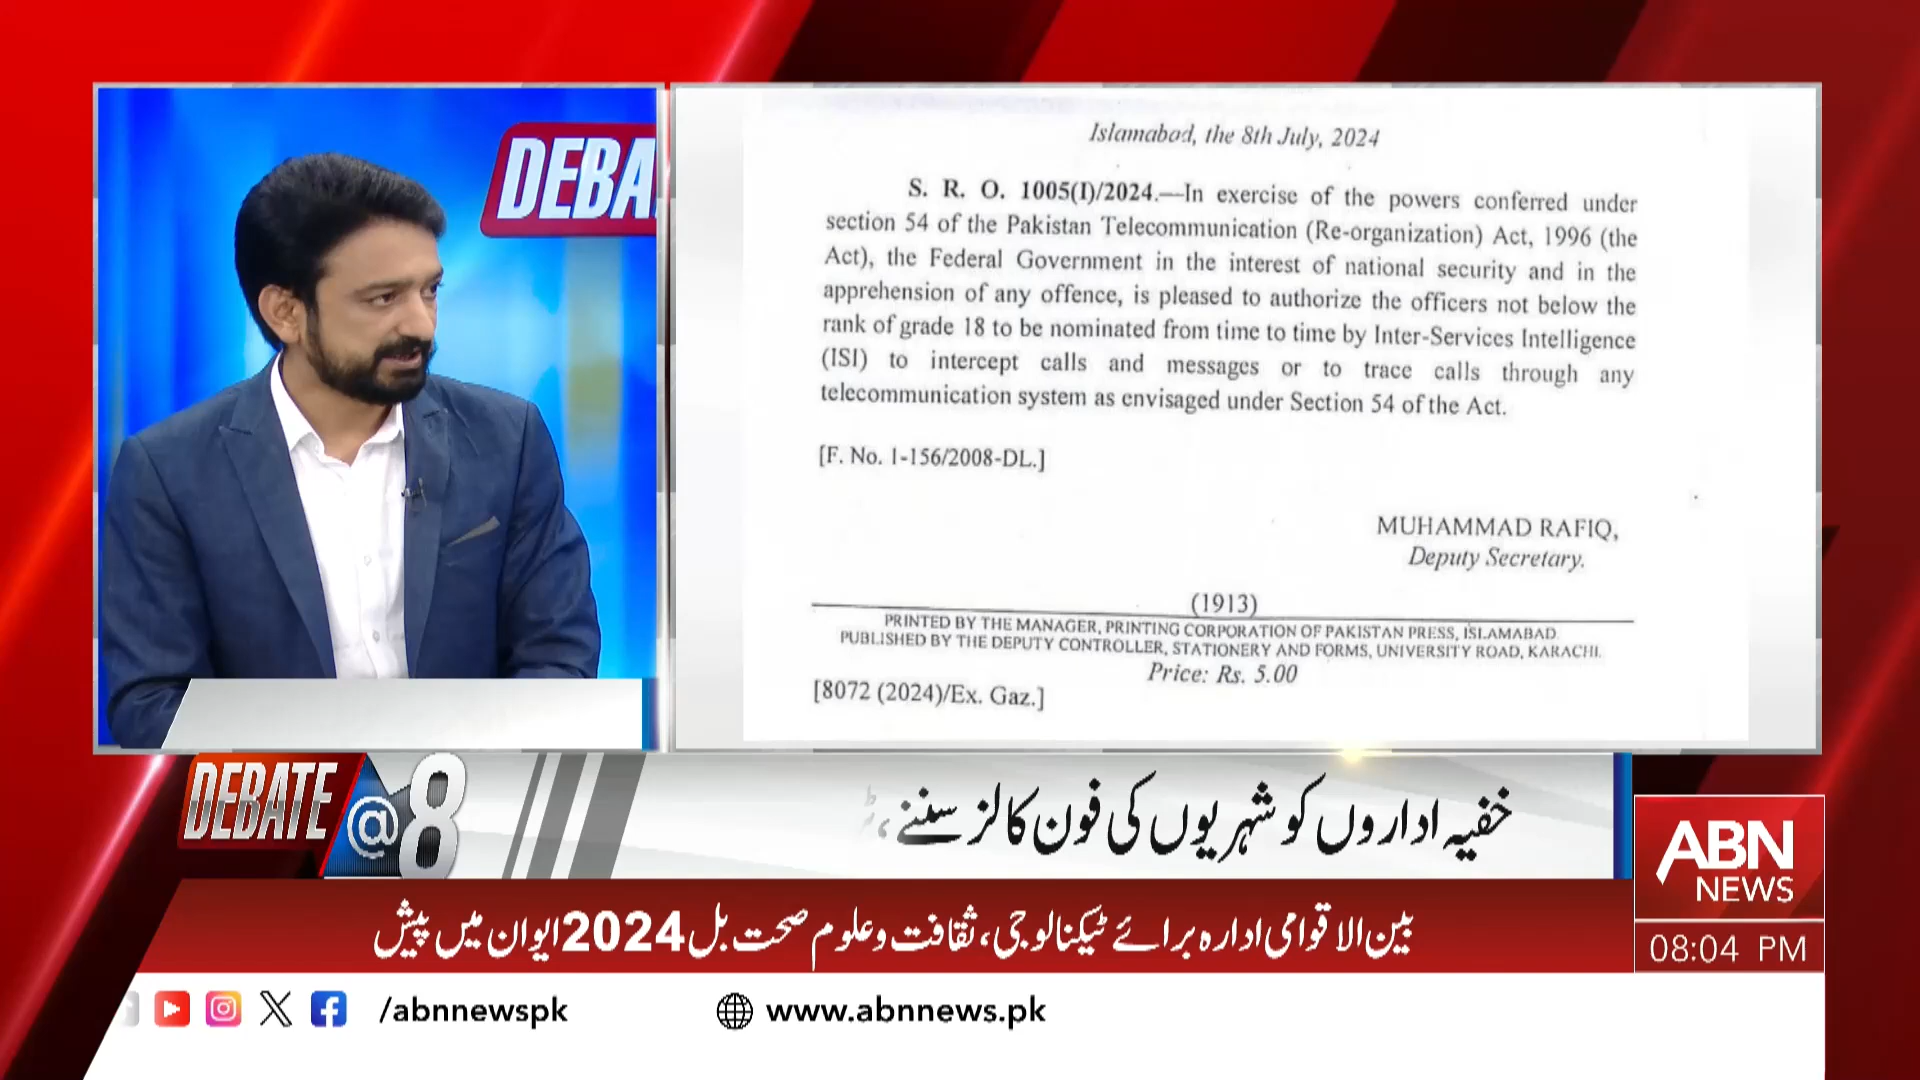 DEBA
Islamabad, the 8th July, 2024
S. R. O. 1005(I)/2024.—In exercise of the powers conferred under
section 54 of the Pakistan Telecommunication (Re-organization) Act, 1996 (the
Act), the Federal Government in the interest of national security and in the
apprehension of any offence, is pleased to authorize the officers not below the
rank of grade 18 to be nominated from time to time by Inter-Services Intelligence
(ISI) to intercept calls and messages or to trace calls through any
telecommunication system as envisaged under Section 54 of the Act.
[F. No. 1-156/2008-DL.]
MUHAMMAD RAFIQ,
Deputy Secretary.
(1913)
PRINTED BY THE MANAGER, PRINTING CORPORATION OF PAKISTAN PRESS, ISLAMABAD.
PUBLISHED BY THE DEPUTY CONTROLLER, STATIONERY AND FORMS, UNIVERSITY ROAD, KARACHI.
Price: Rs. 5.00
[8072 (2024)/Ex. Gaz.]
DEBATE @ 8
خفیہ اداروں کو شہریوں کی فون کالز سننے،
بین الاقوامی ادارہ برائے ٹیکنالوجی، ثقافت و علوم صحت بل 2024 ایوان میں پیش
ABN
NEWS
08:04 PM
/abnnewspk
www.abnnews.pk